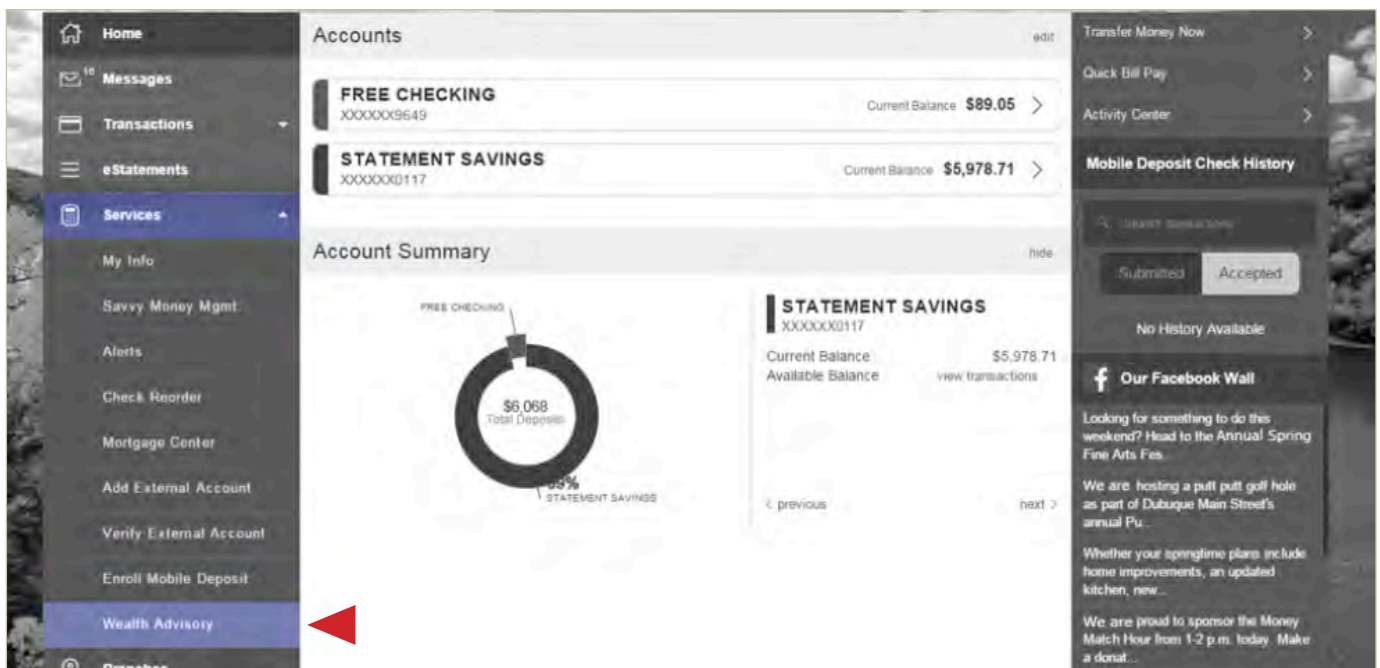 Home
16
Messages
Transactions
eStatements
Services
My Info
Savvy Money Mgmt.
Alerts
Check Reorder
Mortgage Center
Add External Account
Verify External Account
Enroll Mobile Deposit
Wealth Advisory
Branches
Accounts
edit
FREE CHECKING
XXXXXX9649
Current Balance $89.05 >
STATEMENT SAVINGS
XXXXXX0117
Current Balance $5,978.71 >
Account Summary
hide
FREE CHECKING
$6,068
Total Deposits
99%
STATEMENT SAVINGS
STATEMENT SAVINGS
XXXXXX0117
Current Balance $5,978.71
Available Balance view transactions
< previous
next >
Transfer Money Now >
Quick Bill Pay >
Activity Center >
Mobile Deposit Check History
Search transactions
Submitted
Accepted
No History Available
f Our Facebook Wall
Looking for something to do this
weekend? Head to the Annual Spring
Fine Arts Fes...
We are hosting a putt putt golf hole
as part of Dubuque Main Street's
annual Pu...
Whether your springtime plans include
home improvements, an updated
kitchen, new...
We are proud to sponsor the Money
Match Hour from 1-2 p.m. today. Make
a donat...